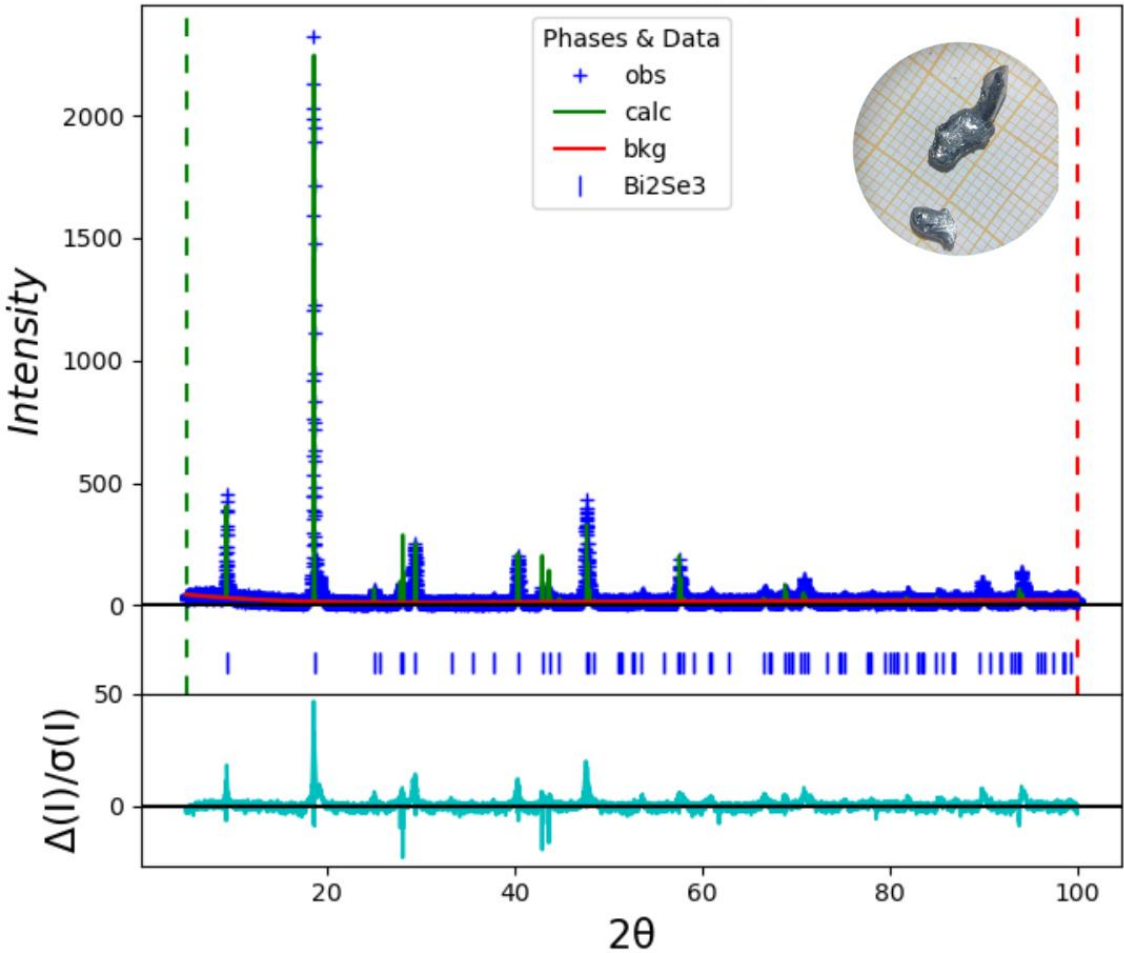 Phases & Data
obs
calc
bkg
Bi2Se3
Intensity
2000
1500
1000
500
0
50
0
Δ(I)/σ(I)
20 40 60 80 100
2θ